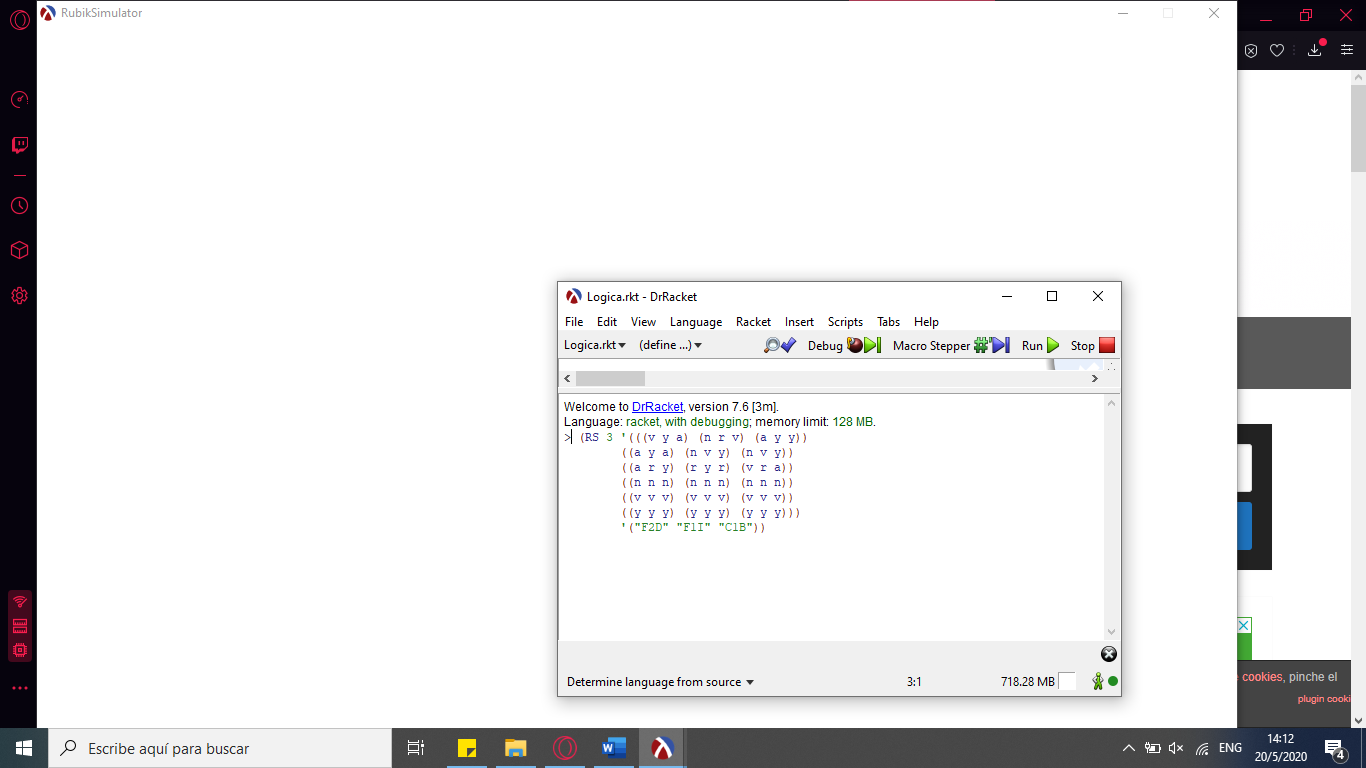 RubikSimulator
Logica.rkt - DrRacket
File Edit View Language Racket Insert Scripts Tabs Help
Logica.rkt (define ...) Debug Macro Stepper Run Stop
Welcome to DrRacket, version 7.6 [3m].
Language: racket, with debugging; memory limit: 128 MB.
> (RS 3 '(((v y a) (n r v) (a y y))
((a y a) (n v y) (n v y))
((a r y) (r y r) (v r a))
((n n n) (n n n) (n n n))
((v v v) (v v v) (v v v))
((y y y) (y y y) (y y y)))
'("F2D" "F1I" "C1B"))
Determine language from source 3:1 718.28 MB
cookies, pinche el
plugin cooki
Escribe aquí para buscar
ENG
14:12
20/5/2020
4